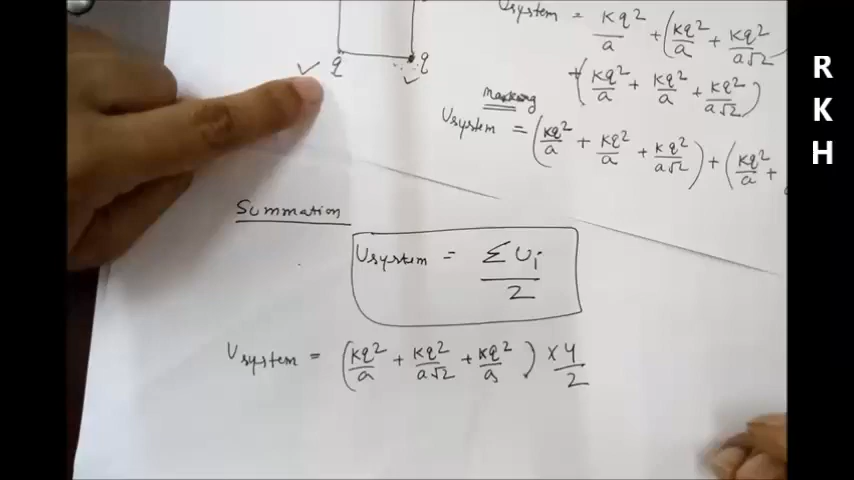 Usystem = Kq²/a + (Kq²/a + Kq²/a√2
+ (Kq²/a + Kq²/a + Kq²/a√2)
q
q
Usystem = (Kq²/a + Kq²/a + Kq²/a√2) + (Kq²/a +
Summation
Usystem = ΣUi/2
Usystem = (Kq²/a + Kq²/a√2 + Kq²/a) × 4/2
R
K
H